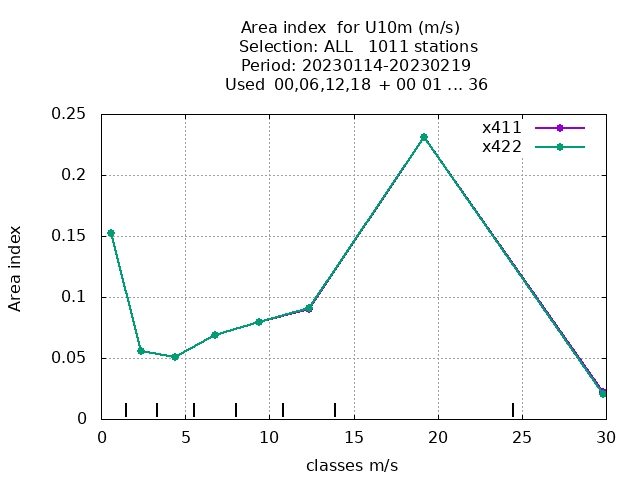 Area index  for U10m (m/s)
Selection: ALL   1011 stations
Period: 20230114-20230219
Used  00,06,12,18  + 00 01 ... 36
0.25
x411
x422
0.2
0.15
Area index
0.1
0.05
0
0 5 10 15 20 25 30
classes m/s